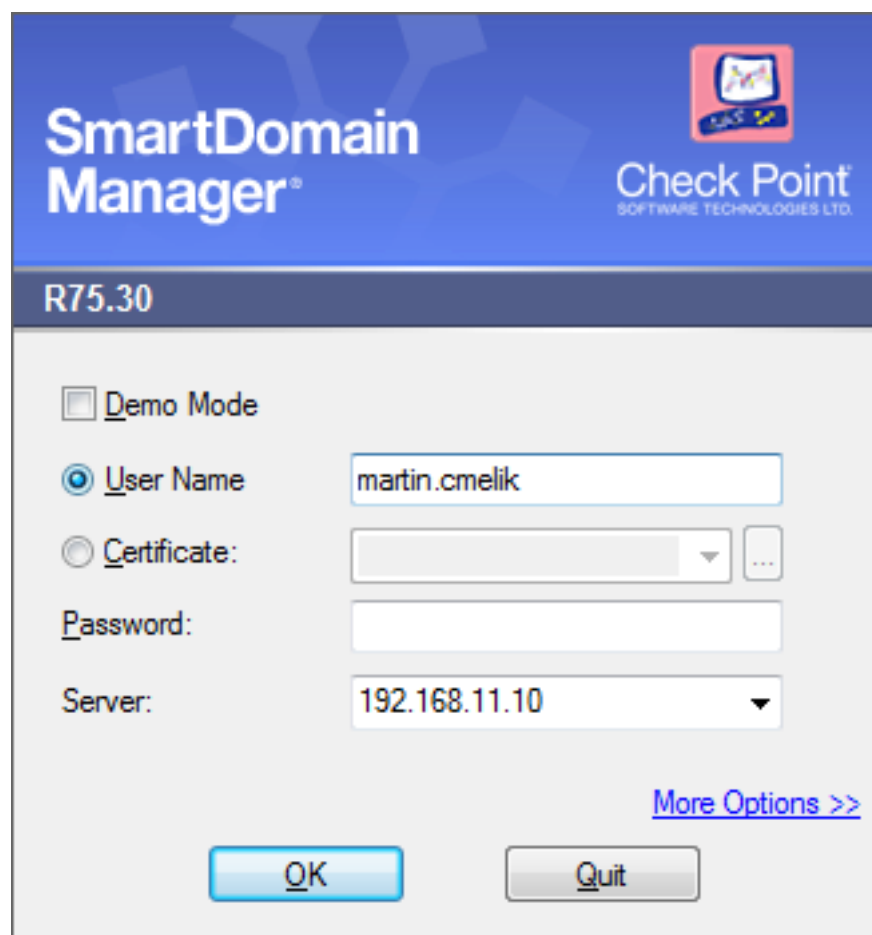 SmartDomain
Manager®
Check Point
SOFTWARE TECHNOLOGIES LTD.
R75.30
Demo Mode
User Name martin.cmelik
Certificate: ...
Password:
Server: 192.168.11.10
More Options >>
OK Quit